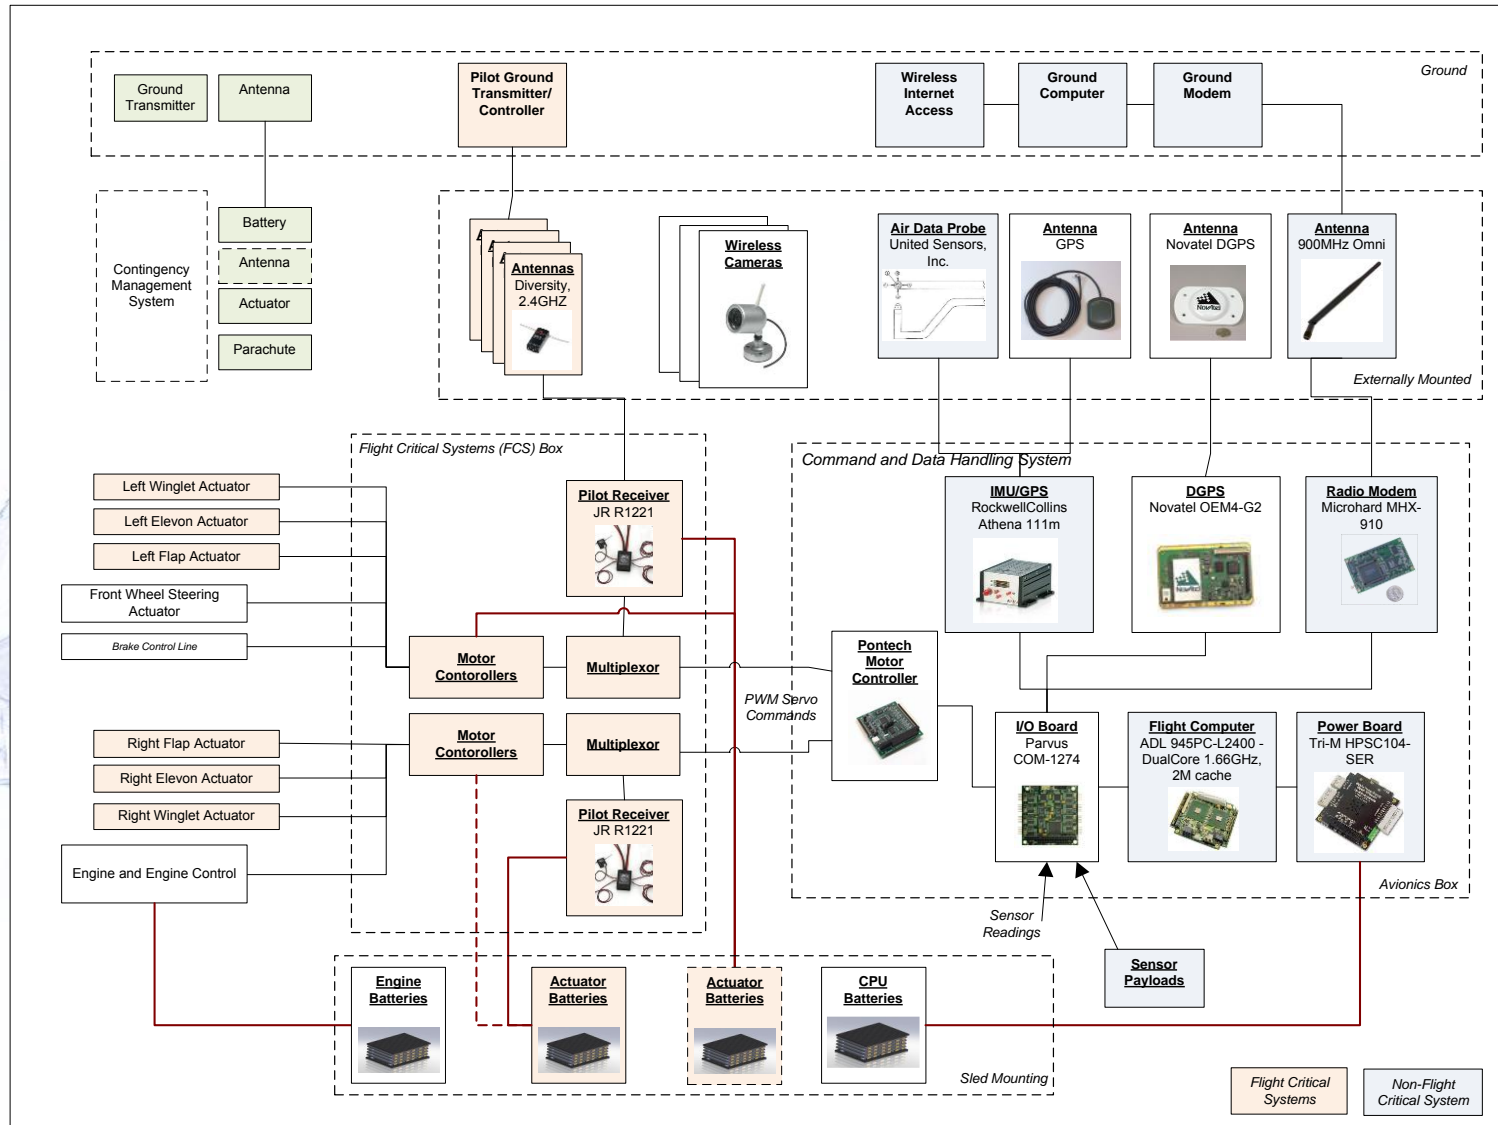 Ground
Ground
Transmitter
Antenna
Pilot Ground
Transmitter/
Controller
Wireless
Internet
Access
Ground
Computer
Ground
Modem
Contingency
Management
System
Battery
Antenna
Actuator
Parachute
Antennas
Diversity,
2.4GHZ
Wireless
Cameras
Air Data Probe
United Sensors,
Inc.
Antenna
GPS
Antenna
Novatel DGPS
Antenna
900MHz Omni
Externally Mounted
Flight Critical Systems (FCS) Box
Command and Data Handling System
Left Winglet Actuator
Left Elevon Actuator
Left Flap Actuator
Front Wheel Steering
Actuator
Brake Control Line
Pilot Receiver
JR R1221
IMU/GPS
RockwellCollins
Athena 111m
DGPS
Novatel OEM4-G2
Radio Modem
Microhard MHX-
910
Motor
Contorollers
Multiplexor
Pontech
Motor
Controller
PWM Servo
Commands
Right Flap Actuator
Right Elevon Actuator
Right Winglet Actuator
Motor
Contorollers
Multiplexor
I/O Board
Parvus
COM-1274
Flight Computer
ADL 945PC-L2400 -
DualCore 1.66GHz,
2M cache
Power Board
Tri-M HPSC104-
SER
Pilot Receiver
JR R1221
Engine and Engine Control
Avionics Box
Sensor
Readings
Sensor
Payloads
Engine
Batteries
Actuator
Batteries
Actuator
Batteries
CPU
Batteries
Sled Mounting
Flight Critical
Systems
Non-Flight
Critical System